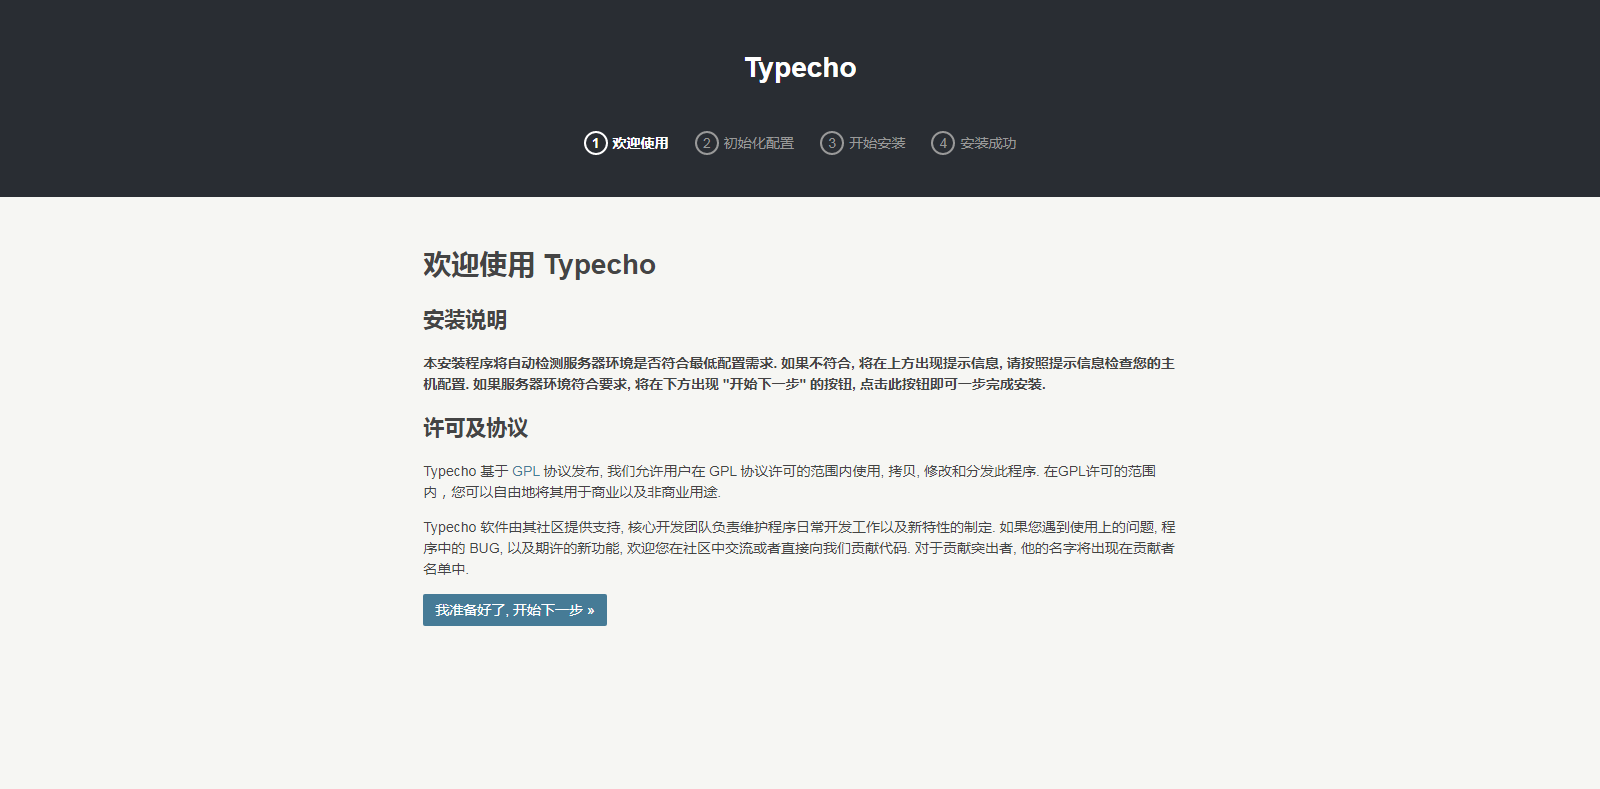 Typecho
1 欢迎使用 2 初始化配置 3 开始安装 4 安装成功
欢迎使用 Typecho
安装说明
本安装程序将自动检测服务器环境是否符合最低配置需求. 如果不符合, 将在上方出现提示信息, 请按照提示信息检查您的主
机配置. 如果服务器环境符合要求, 将在下方出现 "开始下一步" 的按钮, 点击此按钮即可一步完成安装.
许可及协议
Typecho 基于 GPL 协议发布, 我们允许用户在 GPL 协议许可的范围内使用, 拷贝, 修改和分发此程序. 在GPL许可的范围
内，您可以自由地将其用于商业以及非商业用途.
Typecho 软件由其社区提供支持, 核心开发团队负责维护程序日常开发工作以及新特性的制定. 如果您遇到使用上的问题, 程
序中的 BUG, 以及期许的新功能, 欢迎您在社区中交流或者直接向我们贡献代码. 对于贡献突出者, 他的名字将出现在贡献者
名单中.
我准备好了, 开始下一步 »